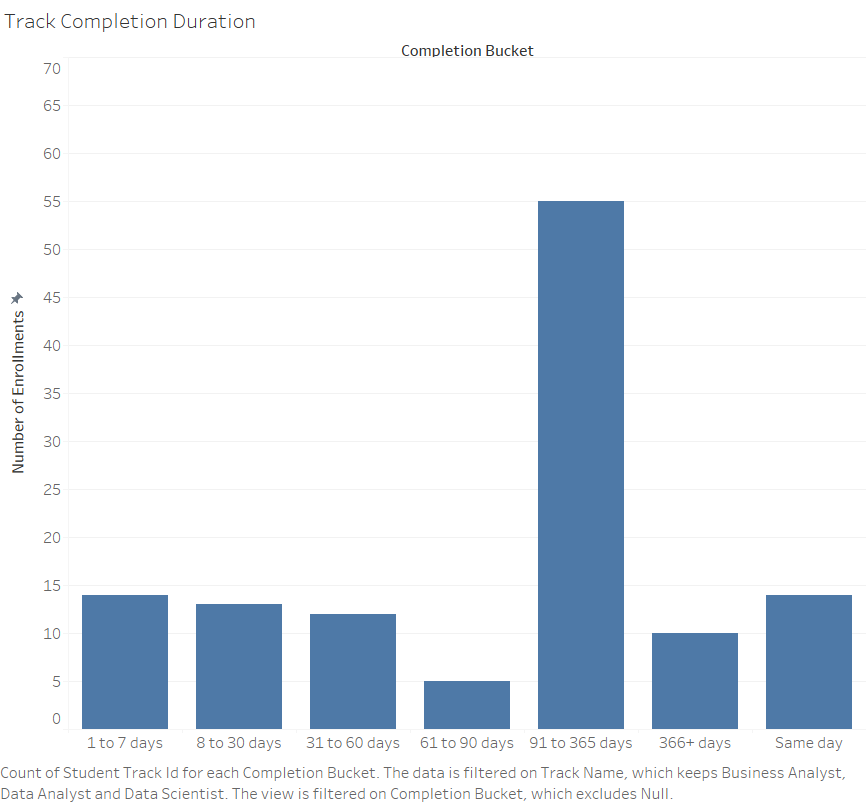 Track Completion Duration
Completion Bucket
70
65
60
55
50
45
40
35
30
25
20
15
10
5
0
Number of Enrollments
1 to 7 days 8 to 30 days 31 to 60 days 61 to 90 days 91 to 365 days 366+ days Same day
Count of Student Track Id for each Completion Bucket. The data is filtered on Track Name, which keeps Business Analyst,
Data Analyst and Data Scientist. The view is filtered on Completion Bucket, which excludes Null.